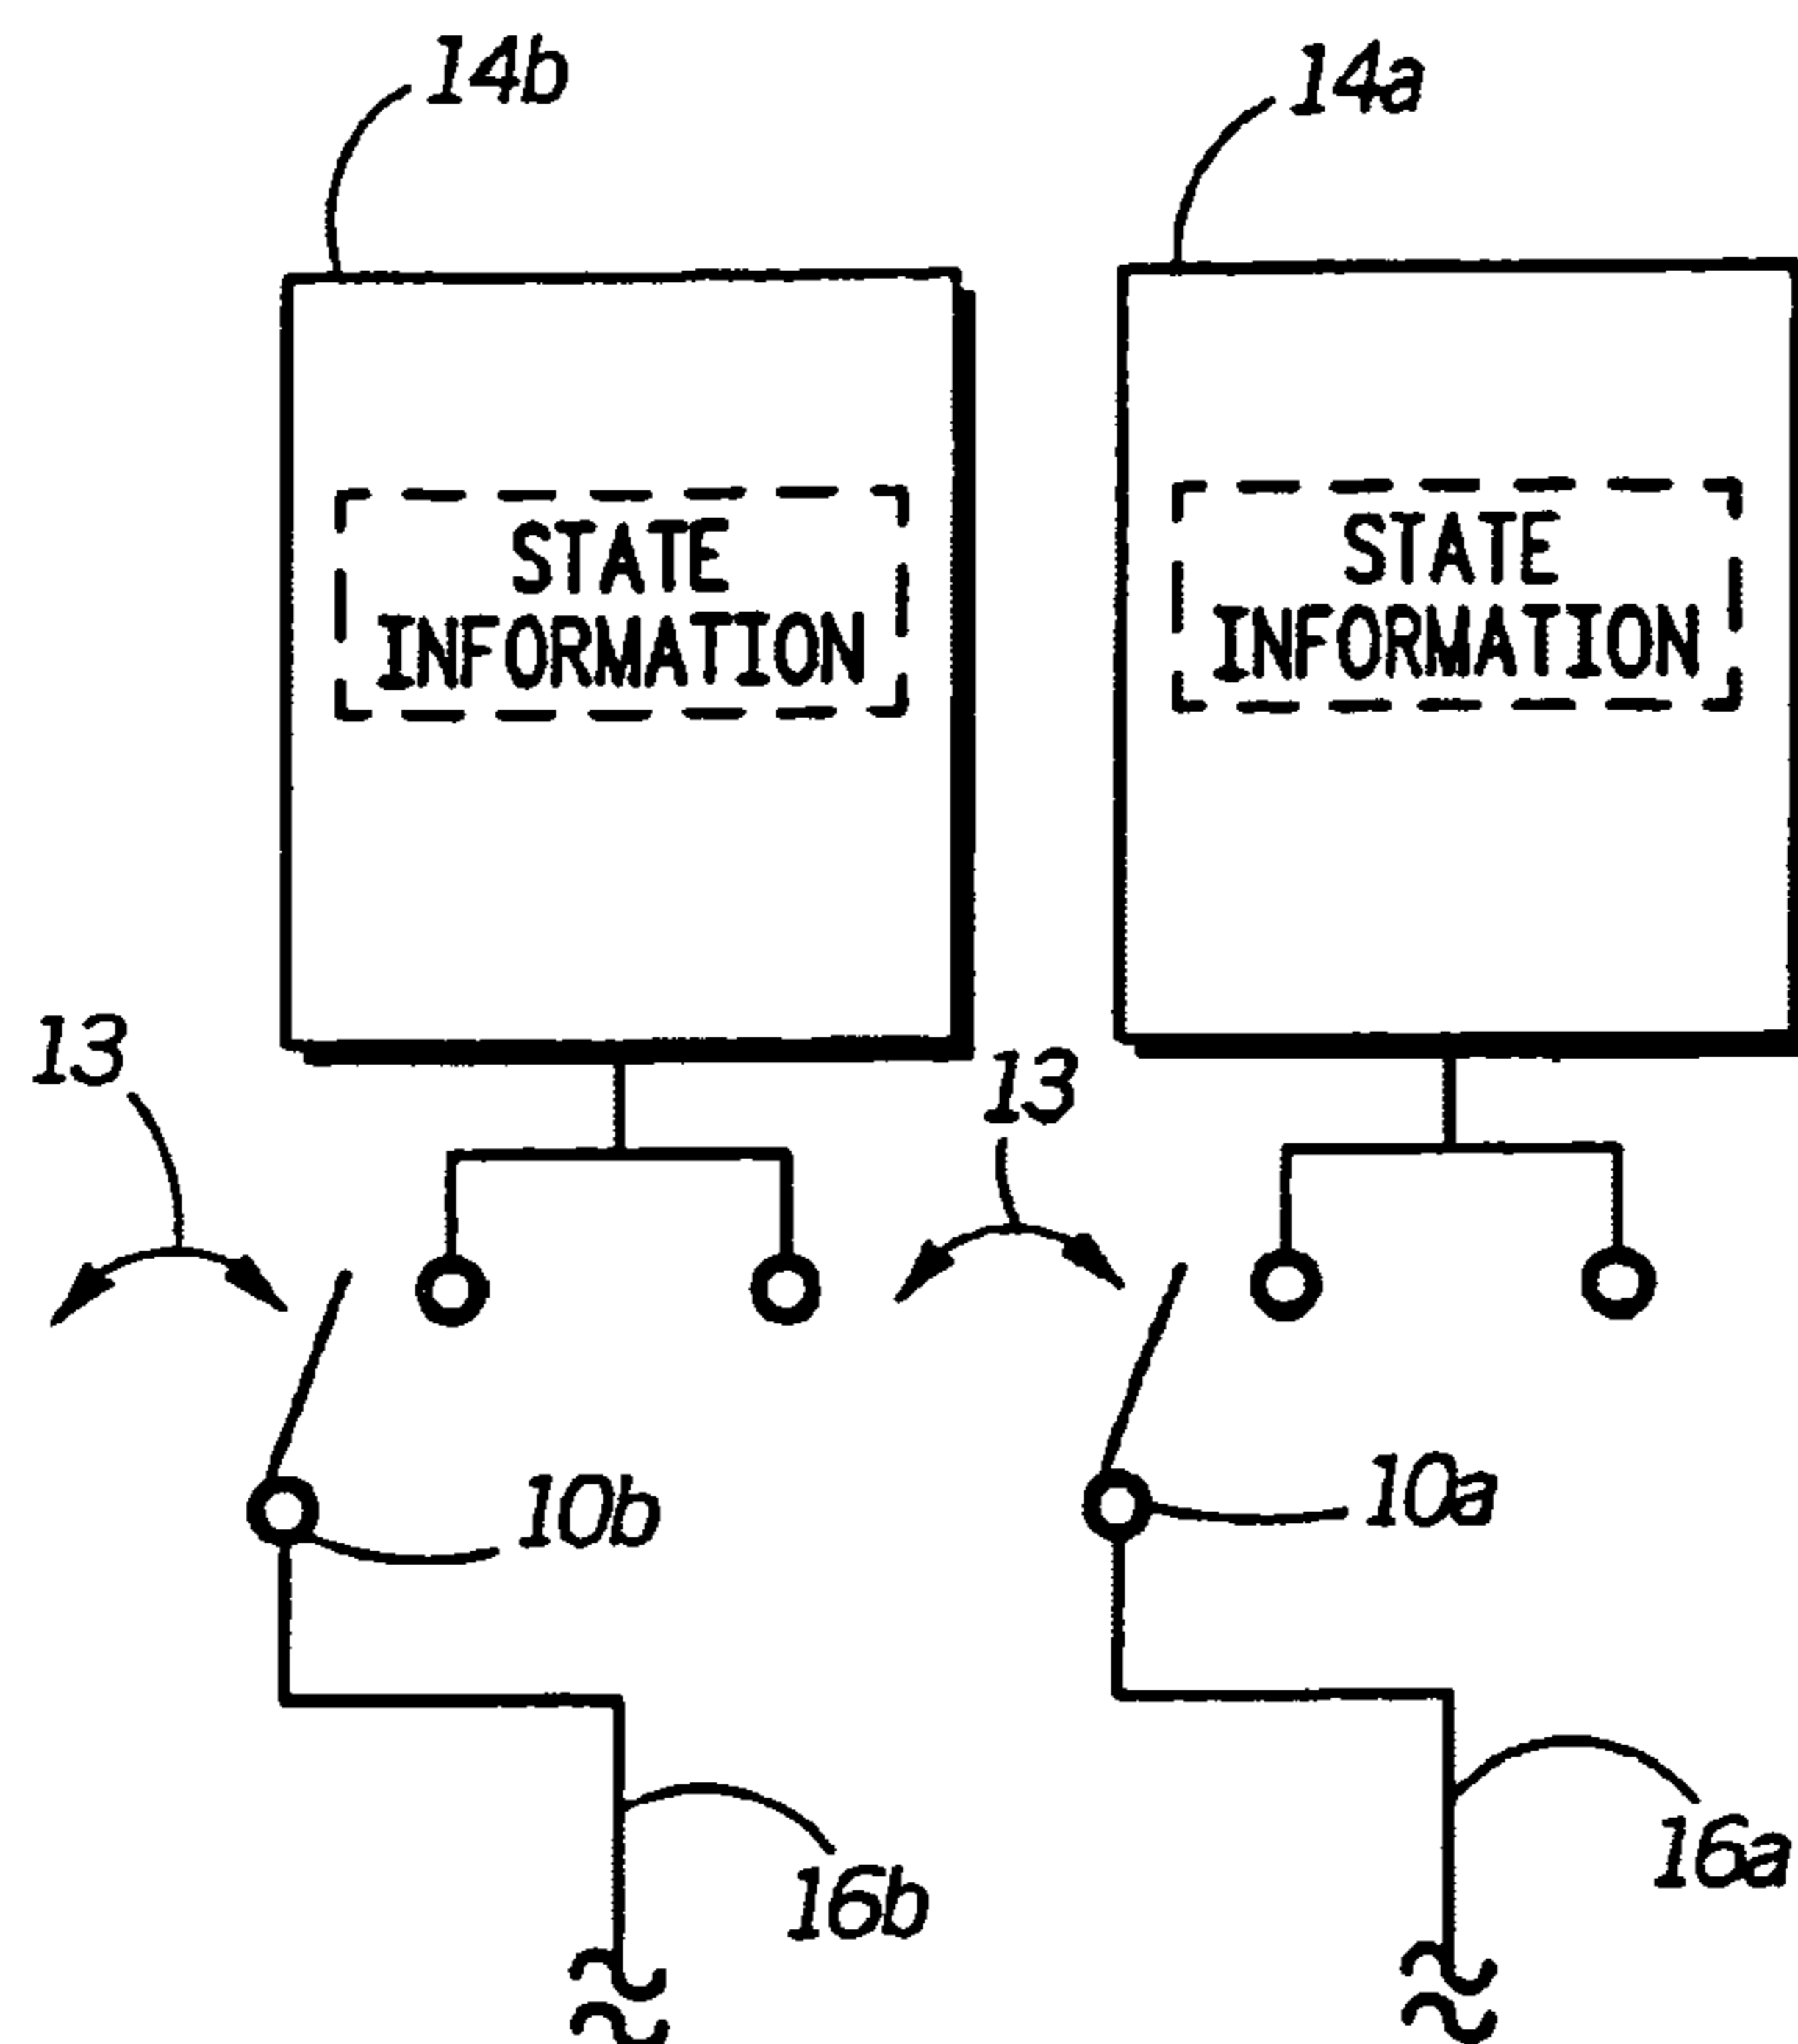 14b
14a
STATE
INFORMATION
STATE
INFORMATION
13
13
10b
10a
16b
16a